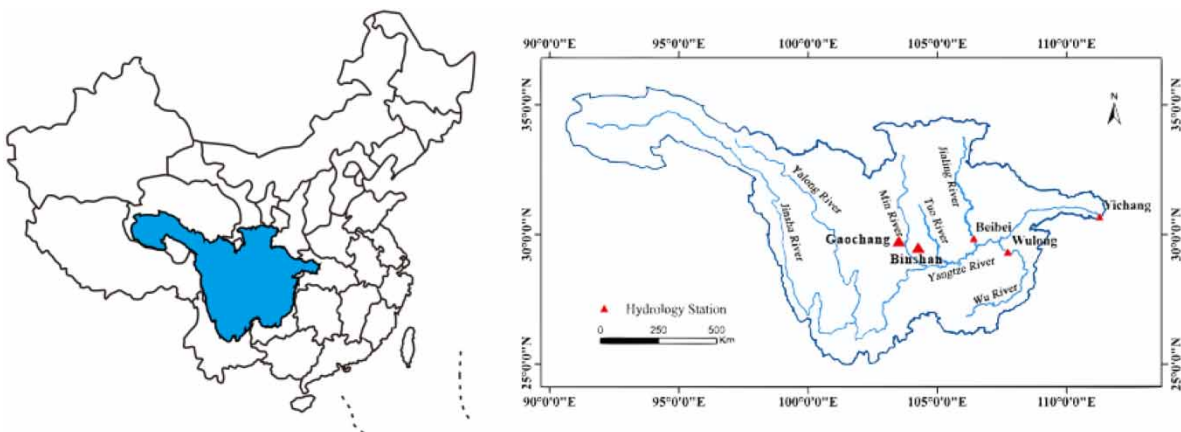 90°0'0"E 95°0'0"E 100°0'0"E 105°0'0"E 110°0'0"E
35°0'0"N
35°0'0"N
N
Jialing River
Yalong River
Min River
Tuo River
Jinsha River
Yichang
Beibei
Gaochang
Wulong
30°0'0"N
30°0'0"N
Binshan
Yangtze River
Wu River
Hydrology Station
0 250 500
Km
25°0'0"N
25°0'0"N
90°0'0"E 95°0'0"E 100°0'0"E 105°0'0"E 110°0'0"E